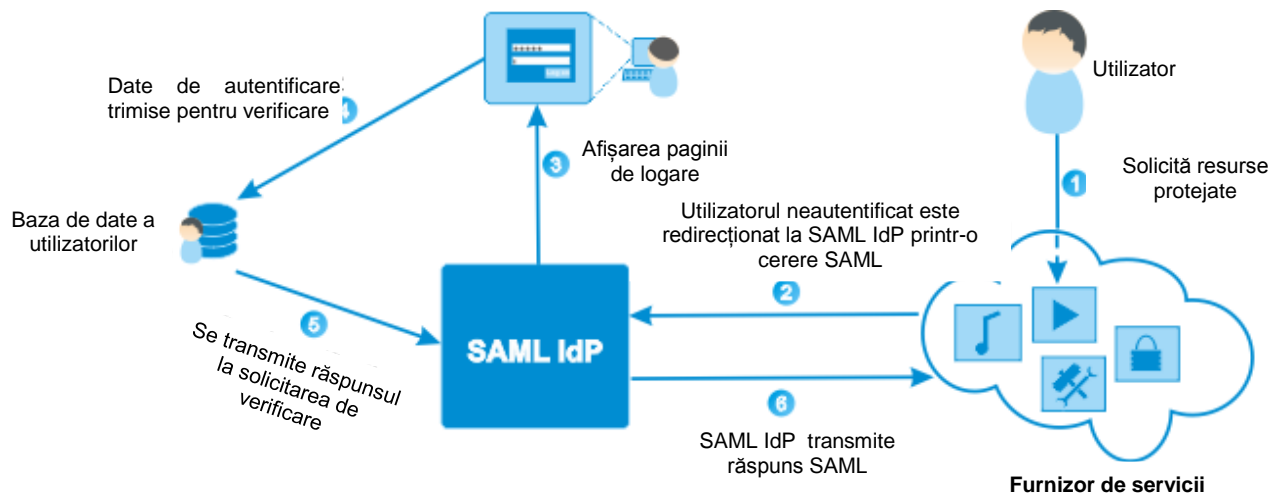 Utilizator
Date de autentificare
trimise pentru verificare
4
Afișarea paginii
de logare
3
Solicită resurse
protejate
1
Baza de date a
utilizatorilor
Utilizatorul neautentificat este
redirecționat la SAML IdP printr-o
cerere SAML
2
5
Se transmite răspunsul
la solicitarea de
verificare
SAML IdP
6
SAML IdP transmite
răspuns SAML
Furnizor de servicii